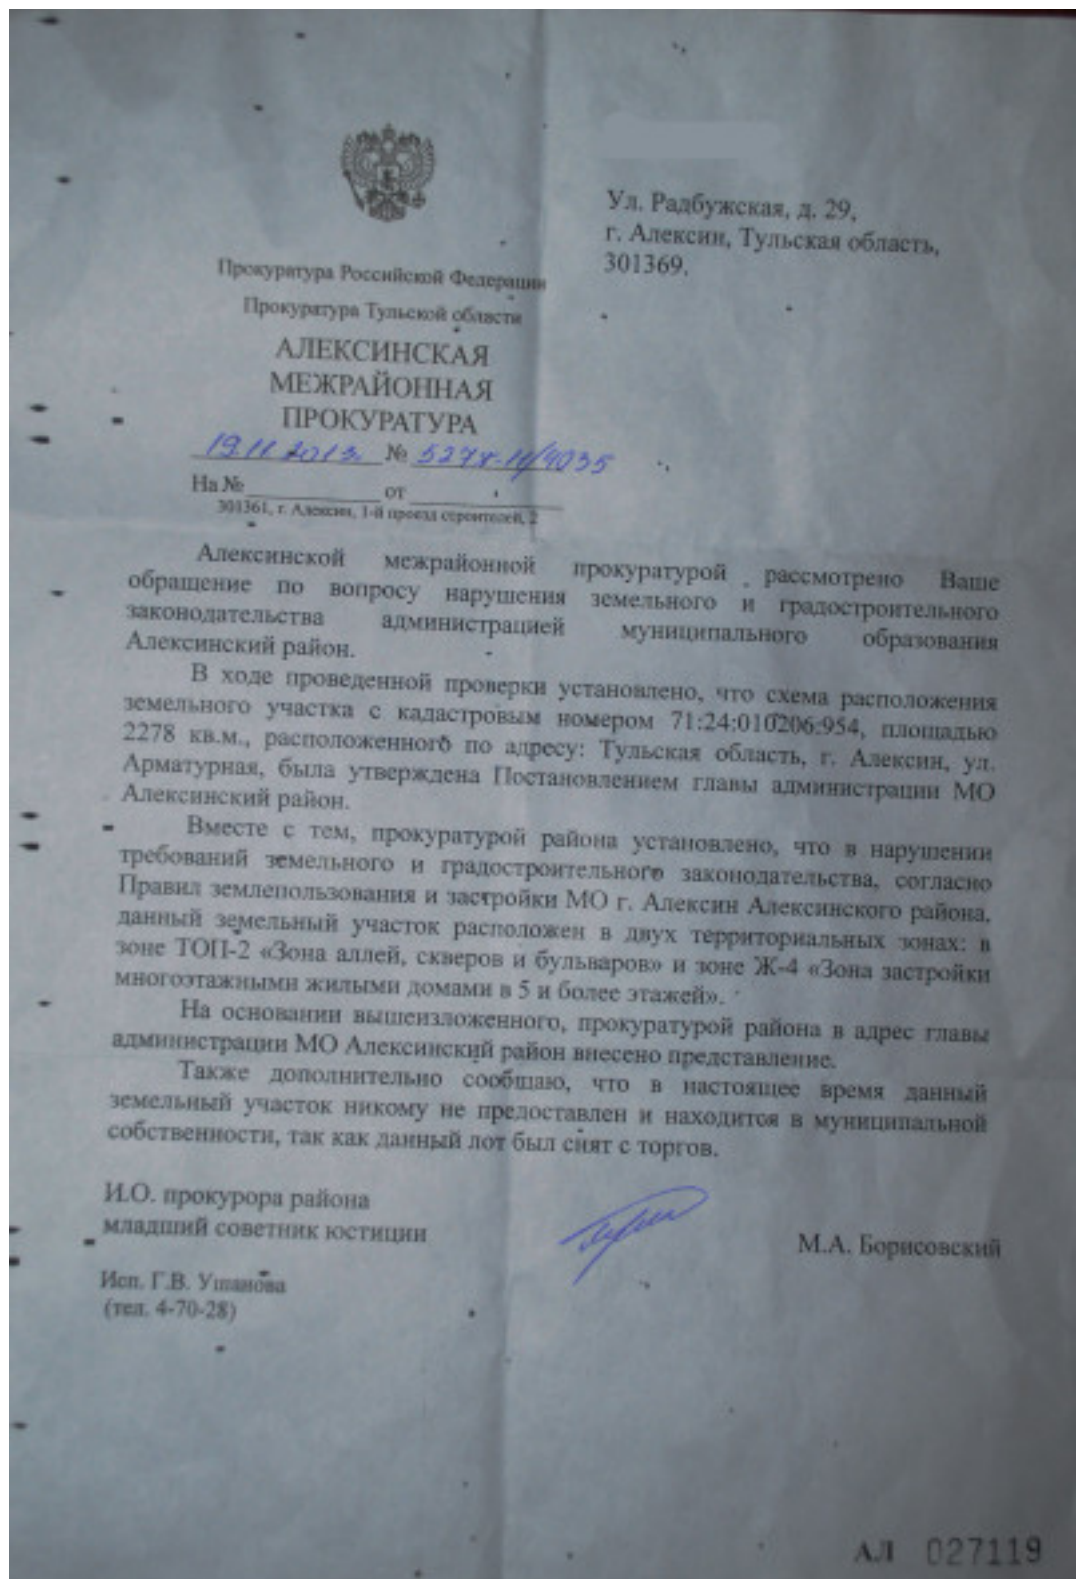 Ул. Радбужская, д. 29,
г. Алексин, Тульская область,
301369.
Прокуратура Российской Федерации
Прокуратура Тульской области
АЛЕКСИНСКАЯ
МЕЖРАЙОННАЯ
ПРОКУРАТУРА
19.11.2013г. №
На № от
301361, г. Алексин, 1-й проезд строителей, 2
Алексинской межрайонной прокуратурой рассмотрено Ваше
обращение по вопросу нарушения земельного и градостроительного
законодательства администрацией муниципального образования
Алексинский район.
В ходе проведенной проверки установлено, что схема расположения
земельного участка с кадастровым номером 71:24:010206:954, площадью
2278 кв.м., расположенного по адресу: Тульская область, г. Алексин, ул.
Арматурная, была утверждена Постановлением главы администрации МО
Алексинский район.
Вместе с тем, прокуратурой района установлено, что в нарушении
требований земельного и градостроительного законодательства, согласно
Правил землепользования и застройки МО г. Алексин Алексинского района,
данный земельный участок расположен в двух территориальных зонах: в
зоне ТОП-2 «Зона аллей, скверов и бульваров» и зоне Ж-4 «Зона застройки
многоэтажными жилыми домами в 5 и более этажей».
На основании вышеизложенного, прокуратурой района в адрес главы
администрации МО Алексинский район внесено представление.
Также дополнительно сообщаю, что в настоящее время данный
земельный участок никому не предоставлен и находится в муниципальной
собственности, так как данный лот был снят с торгов.
И.О. прокурора района
младший советник юстиции
М.А. Борисовский
Исп. Г.В. Ушанова
(тел. 4-70-28)
АЛ 027119